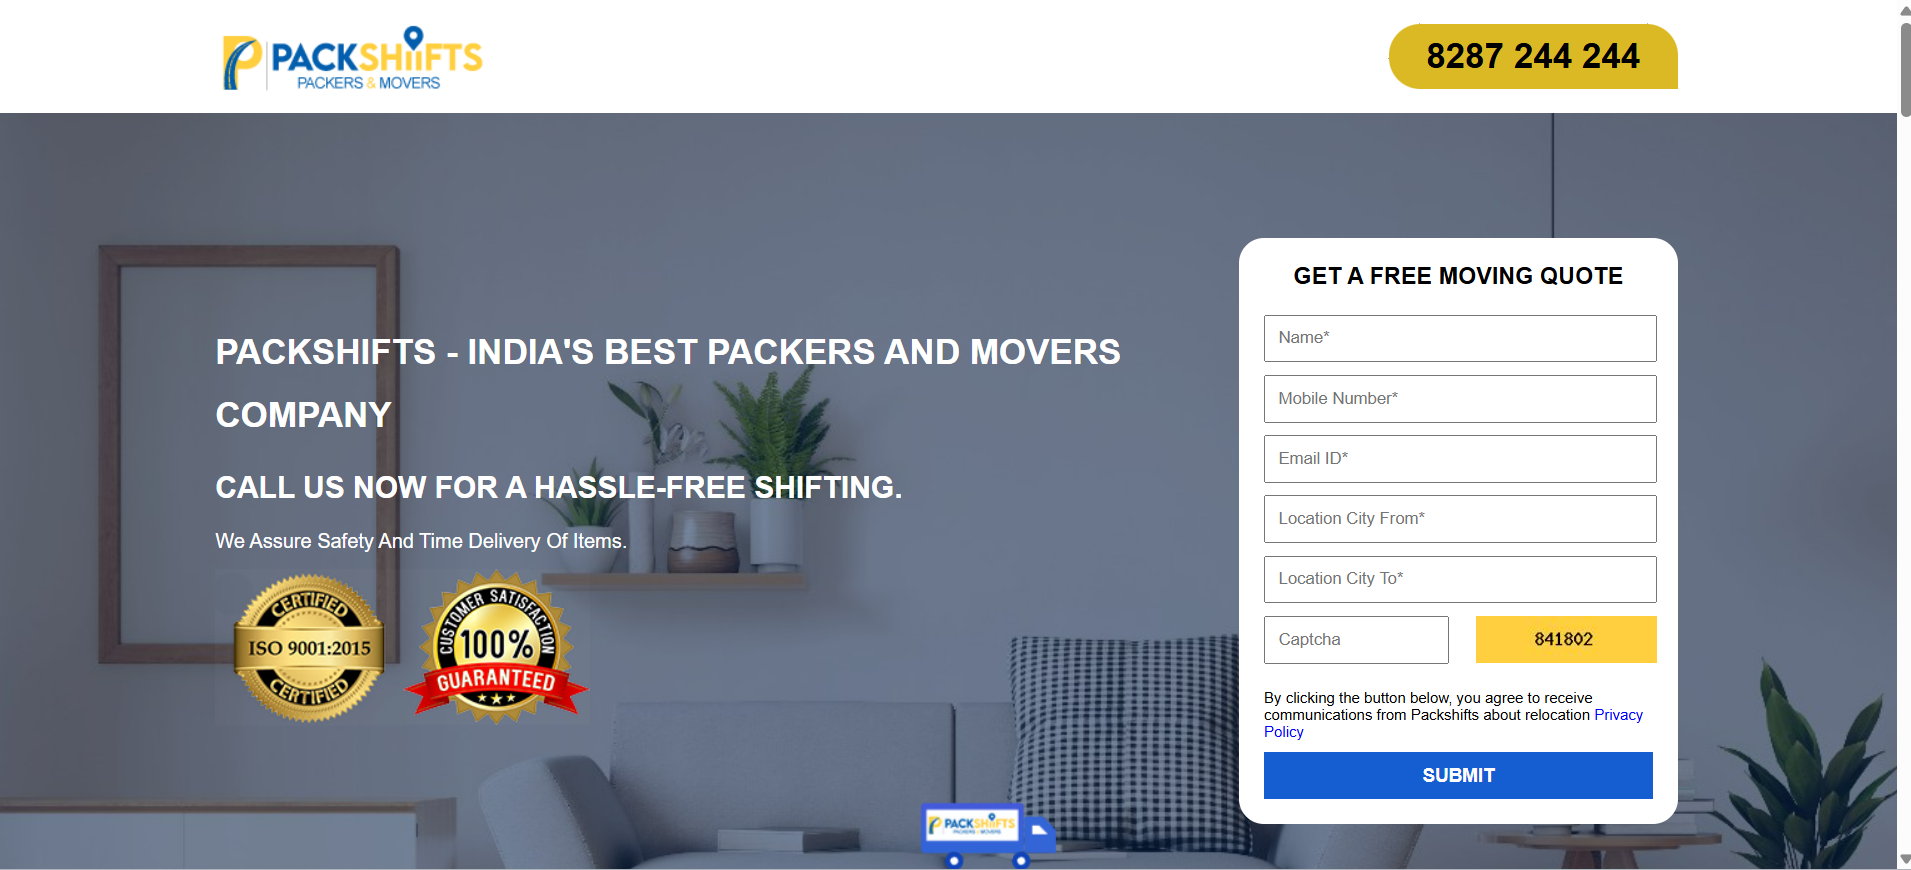 PACKSHIFTS
PACKERS & MOVERS
8287 244 244
PACKSHIFTS - INDIA'S BEST PACKERS AND MOVERS
COMPANY
CALL US NOW FOR A HASSLE-FREE SHIFTING.
We Assure Safety And Time Delivery Of Items.
CERTIFIED
ISO 9001:2015
CERTIFIED
CUSTOMER SATISFACTION
100%
GUARANTEED
GET A FREE MOVING QUOTE
Name*
Mobile Number*
Email ID*
Location City From*
Location City To*
Captcha
841802
By clicking the button below, you agree to receive
communications from Packshifts about relocation Privacy
Policy
SUBMIT
PACKSHIFTS
PACKERS & MOVERS